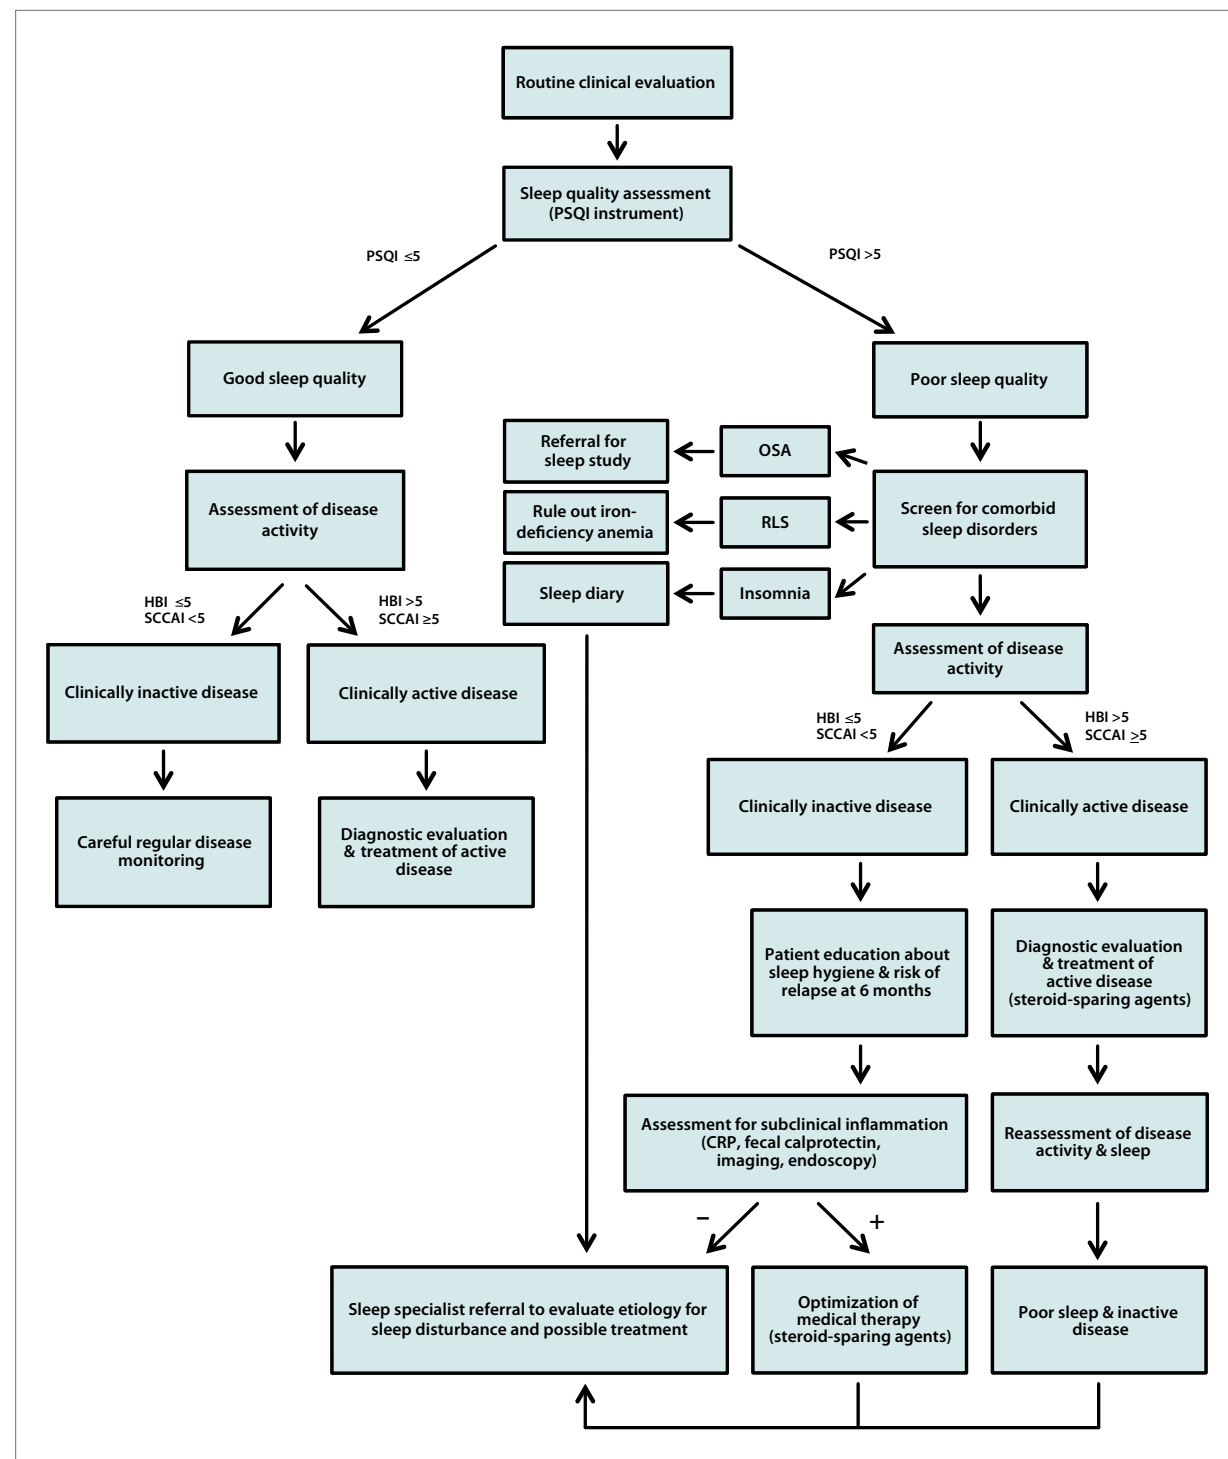 Routine clinical evaluation
Sleep quality assessment
(PSQI instrument)
PSQI ≤5
PSQI >5
Good sleep quality
Poor sleep quality
Referral for
sleep study
OSA
Assessment of disease
activity
Rule out iron-
deficiency anemia
RLS
Screen for comorbid
sleep disorders
Sleep diary
Insomnia
HBI ≤5
SCCAI <5
HBI >5
SCCAI ≥5
Assessment of disease
activity
Clinically inactive disease
Clinically active disease
HBI ≤5
SCCAI <5
HBI >5
SCCAI ≥5
Clinically inactive disease
Clinically active disease
Careful regular disease
monitoring
Diagnostic evaluation
& treatment of active
disease
Patient education about
sleep hygiene & risk of
relapse at 6 months
Diagnostic evaluation
& treatment of
active disease
(steroid-sparing agents)
Assessment for subclinical inflammation
(CRP, fecal calprotectin,
imaging, endoscopy)
Reassessment of disease
activity & sleep
–
+
Sleep specialist referral to evaluate etiology for
sleep disturbance and possible treatment
Optimization of
medical therapy
(steroid-sparing agents)
Poor sleep & inactive
disease